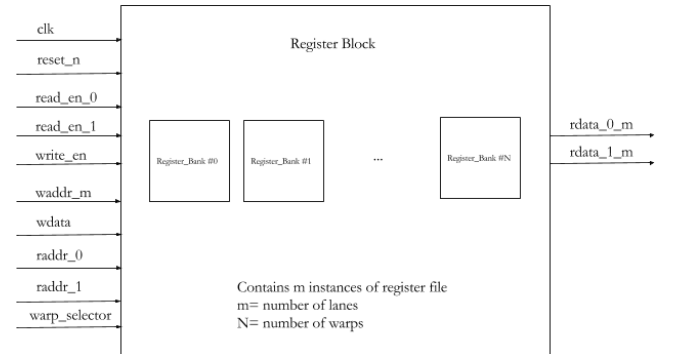 clk
Register Block
reset_n
read_en_0
read_en_1
rdata_0_m
write_en
Register_Bank #0
Register_Bank #1
...
Register_Bank #N
rdata_1_m
waddr_m
wdata
raddr_0
raddr_1
Contains m instances of register file
m= number of lanes
warp_selector
N= number of warps